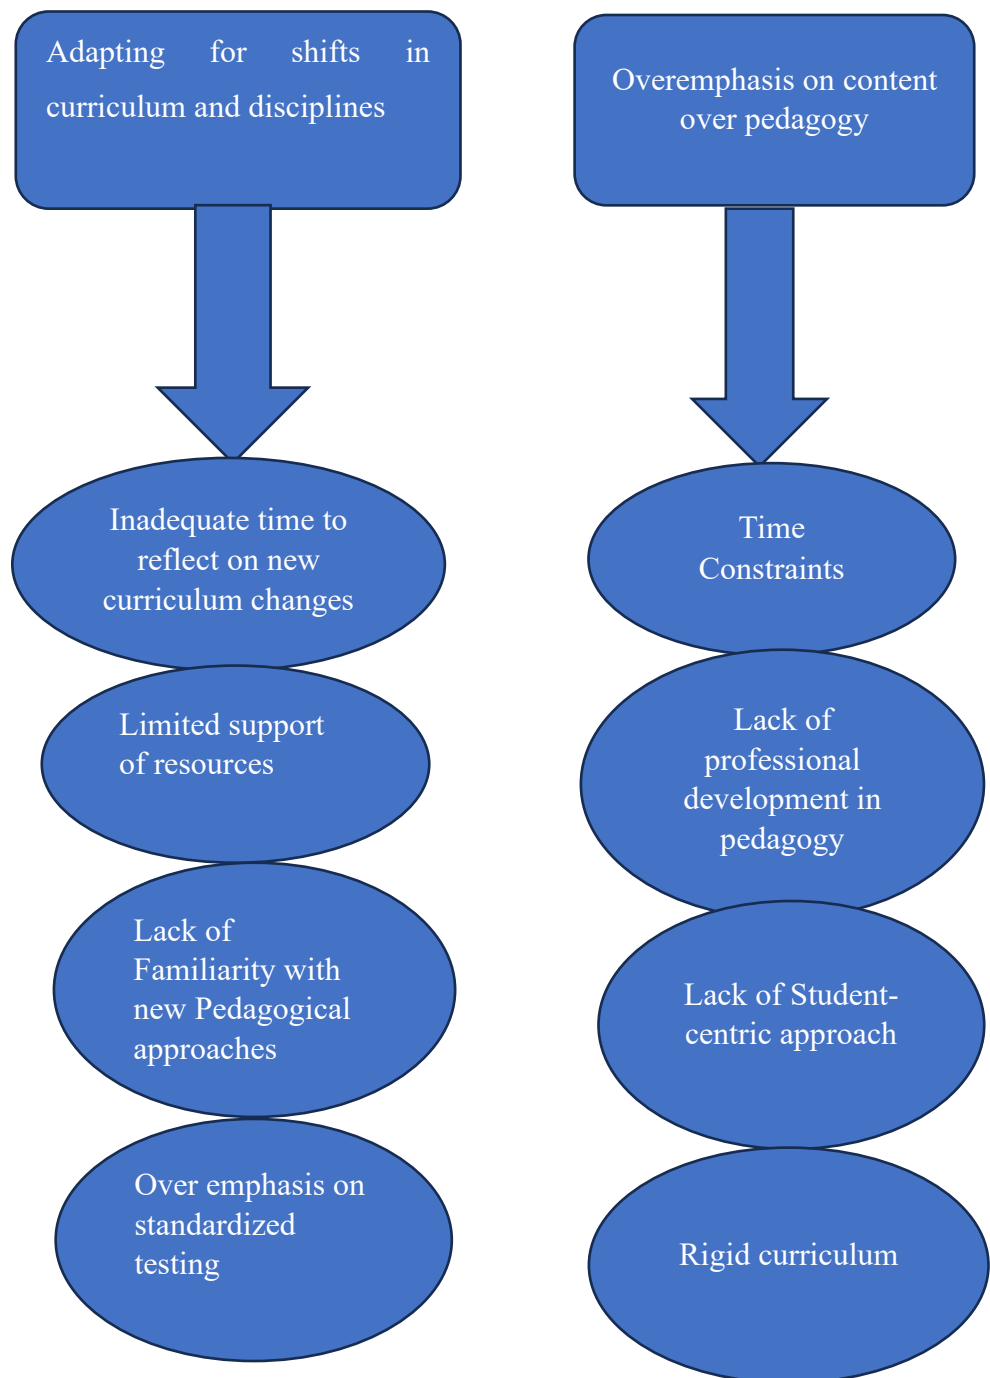 Adapting for shifts in
curriculum and disciplines
Inadequate time to
reflect on new
curriculum changes
Limited support
of resources
Lack of
Familiarity with
new Pedagogical
approaches
Over emphasis on
standardized
testing
Overemphasis on content
over pedagogy
Time
Constraints
Lack of
professional
development in
pedagogy
Lack of Student-
centric approach
Rigid curriculum